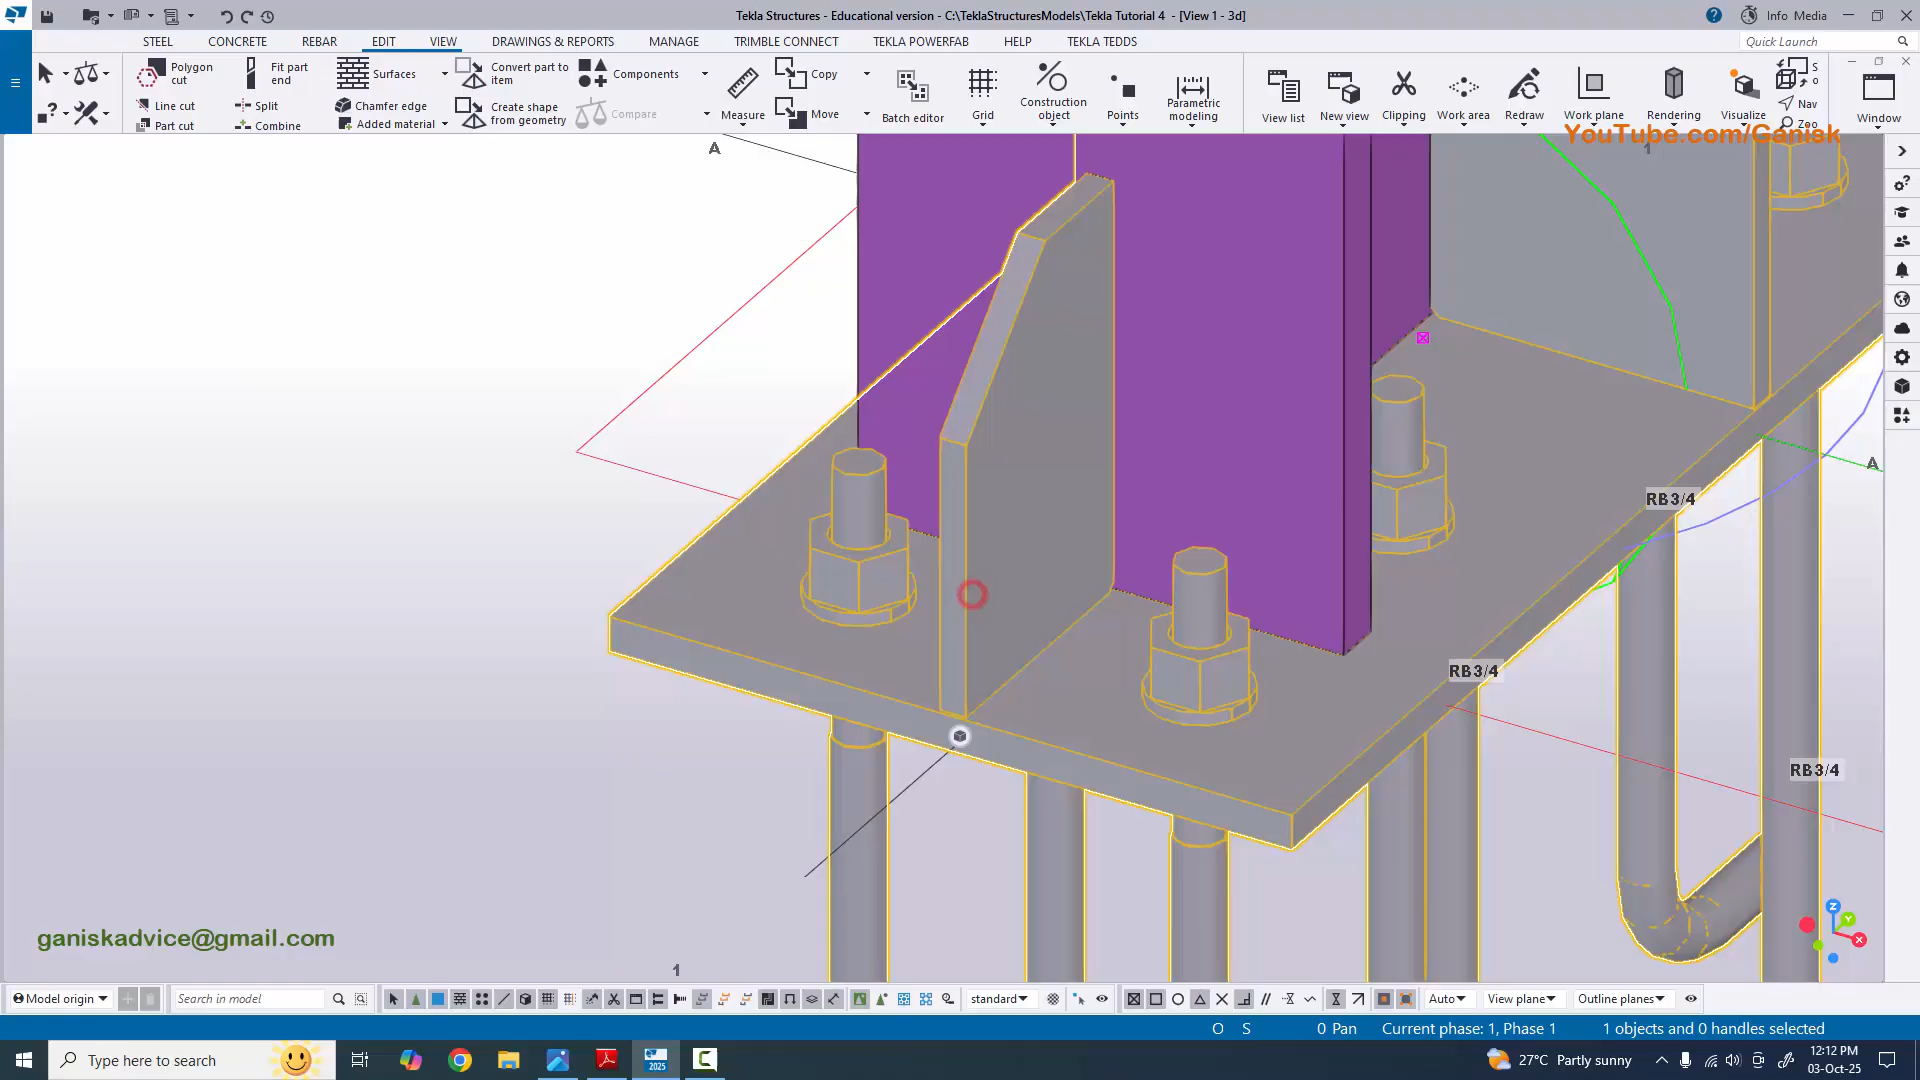 Tekla Structures - Educational version - C:\TeklaStructuresModels\Tekla Tutorial 4 - [View 1 - 3d]
Info Media
STEEL CONCRETE REBAR EDIT VIEW DRAWINGS & REPORTS MANAGE TRIMBLE CONNECT TEKLA POWERFAB HELP TEKLA TEDDS
Quick Launch
Polygon cut
Line cut
Part cut
Fit part end
Split
Combine
Surfaces
Chamfer edge
Added material
Convert part to item
Create shape from geometry
Components
Compare
Measure
Copy
Move
Batch editor
Grid
Construction object
Points
Parametric modeling
View list
New view
Clipping
Work area
Redraw
Work plane
Rendering
Visualize
Nav
Zoo
Window
YouTube.com/Ganisk
A
1
A
RB3/4
RB3/4
RB3/4
ganiskadvice@gmail.com
1
Z
Y
X
Model origin
Search in model
standard
Auto
View plane
Outline planes
O S 0 Pan Current phase: 1, Phase 1 1 objects and 0 handles selected
Type here to search
2025
27°C Partly sunny
12:12 PM
03-Oct-25